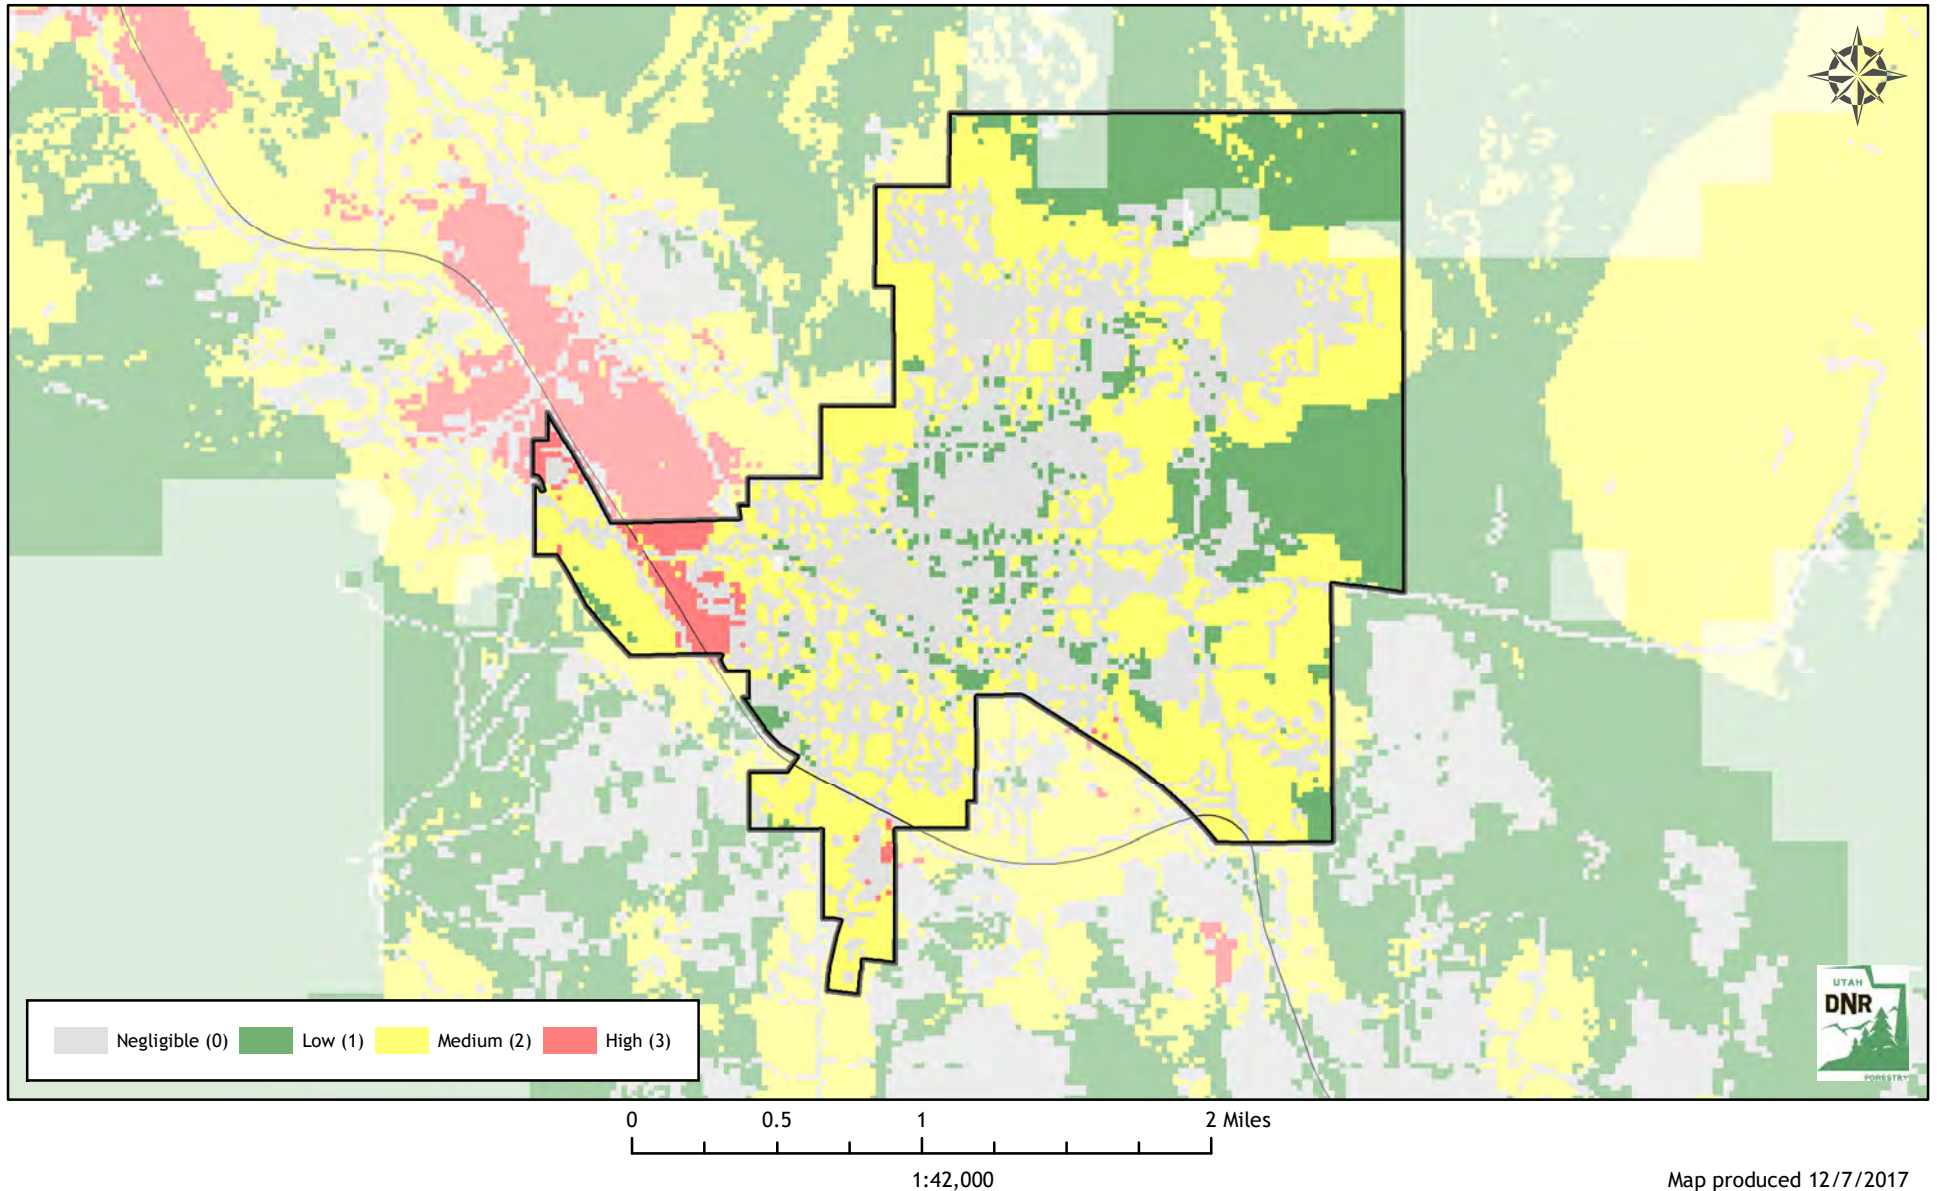 UTAH
DNR
FORESTRY
Negligible (0) Low (1) Medium (2) High (3)
0 0.5 1 2 Miles
1:42,000
Map produced 12/7/2017